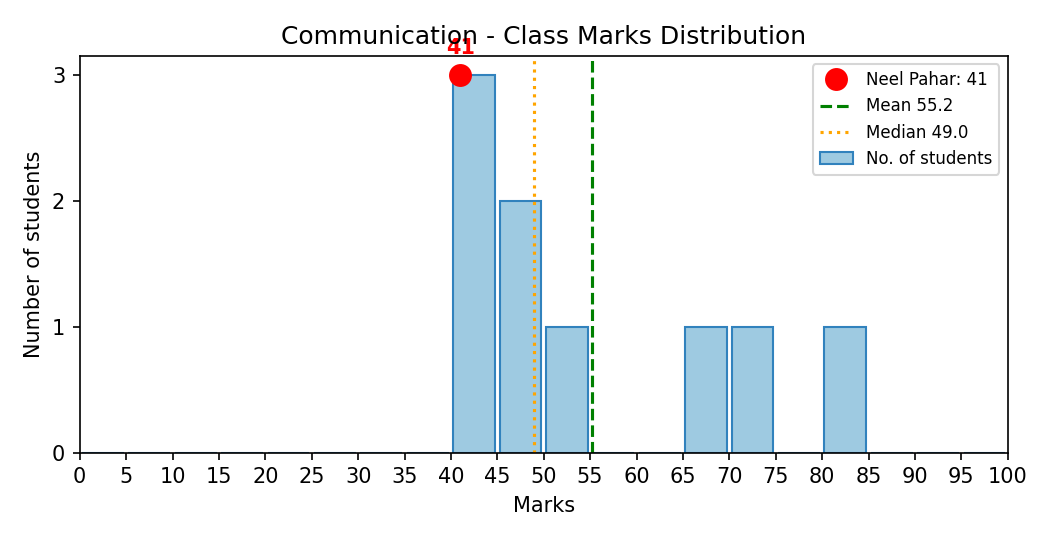 Communication - Class Marks Distribution
41
Neel Pahar: 41
Mean 55.2
Median 49.0
No. of students
Number of students
3
2
1
0
0 5 10 15 20 25 30 35 40 45 50 55 60 65 70 75 80 85 90 95 100
Marks